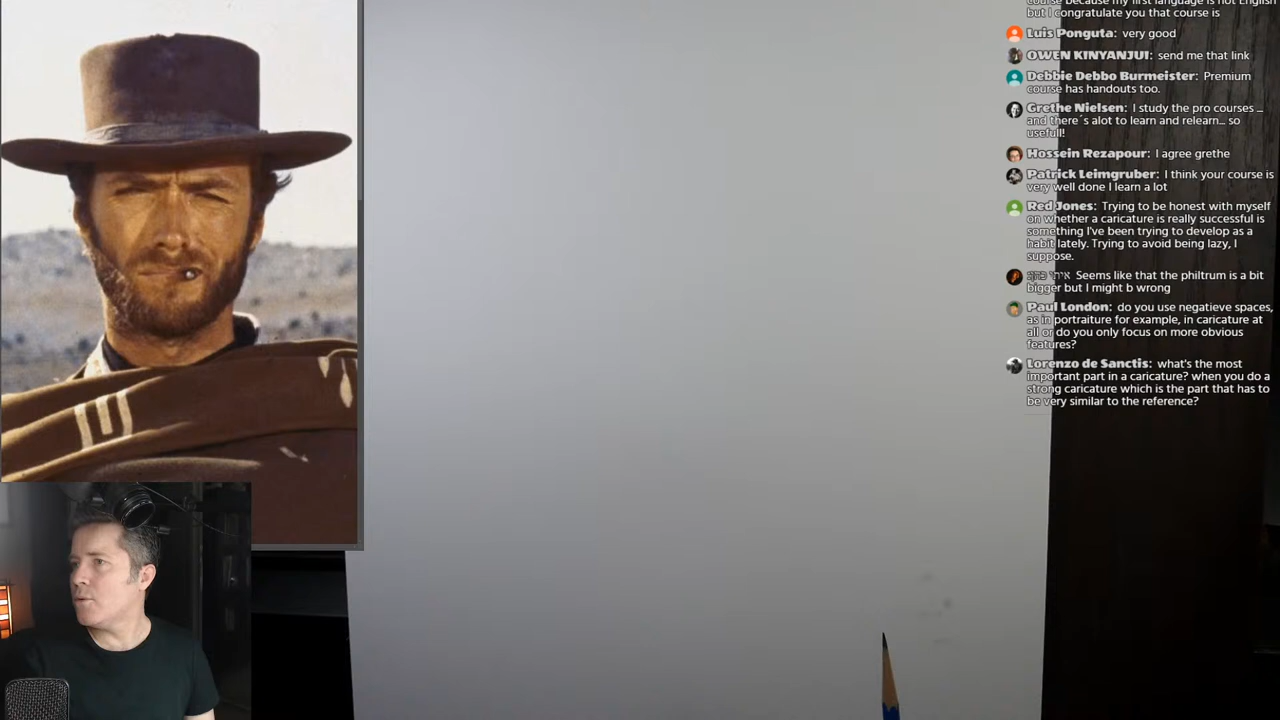 course because my first language is not English
but I congratulate you that course is
Luis Ponguta: very good
OWEN KINYANJUI: send me that link
Debbie Debbo Burmeister: Premium
course has handouts too.
Grethe Nielsen: I study the pro courses ...
and there´s alot to learn and relearn... so
usefull!
Hossein Rezapour: I agree grethe
Patrick Leimgruber: I think your course is
very well done I learn a lot
Red Jones: Trying to be honest with myself
on whether a caricature is really successful is
something I've been trying to develop as a
habit lately. Trying to avoid being lazy, I
suppose.
Seems like that the philtrum is a bit
bigger but I might b wrong
Paul London: do you use negatieve spaces,
as in portraiture for example, in caricature at
all or do you only focus on more obvious
features?
Lorenzo de Sanctis: what's the most
important part in a caricature? when you do a
strong caricature which is the part that has to
be very similar to the reference?